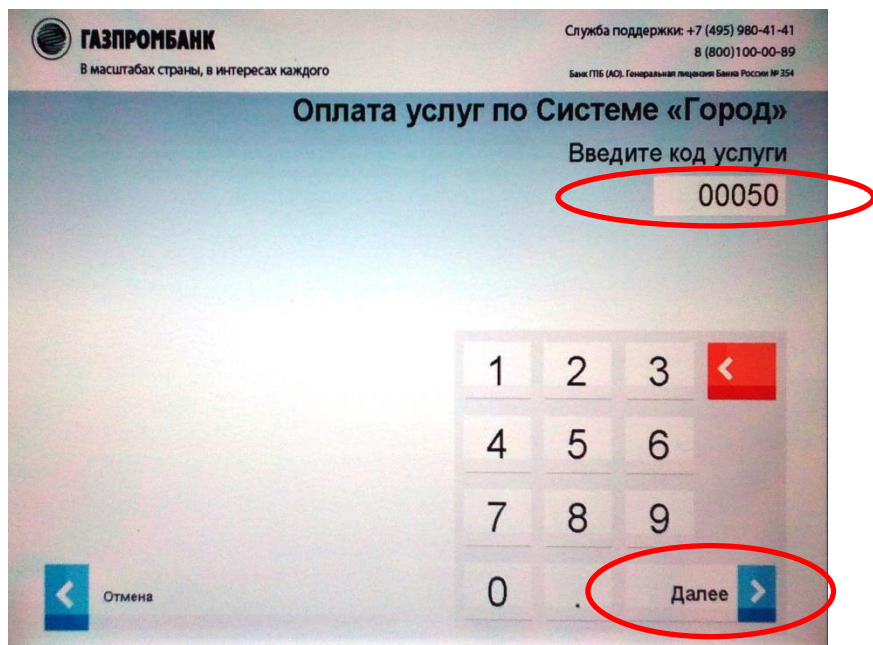 ГАЗПРОМБАНК
В масштабах страны, в интересах каждого
Служба поддержки: +7 (495) 980-41-41
8 (800)100-00-89
Банк ГПБ (АО). Генеральная лицензия Банка России № 354
Оплата услуг по Системе «Город»
Введите код услуги
00050
1 2 3
4 5 6
7 8 9
Отмена 0 . Далее